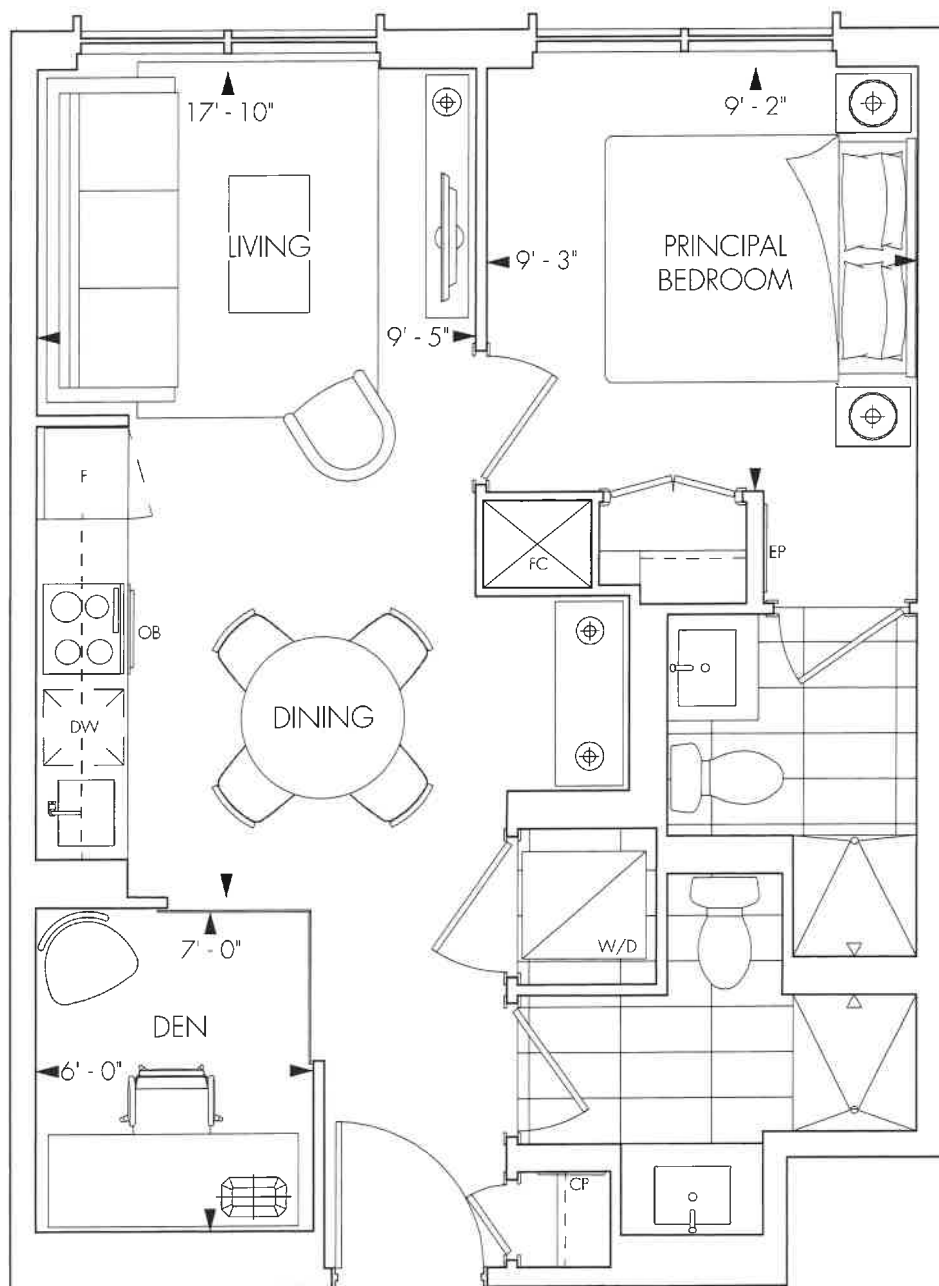 17' - 10"
9' - 2"
LIVING
9' - 3"
PRINCIPAL
BEDROOM
9' - 5"
F
FC
EP
OB
DINING
DW
7' - 0"
W/D
DEN
6' - 0"
CP